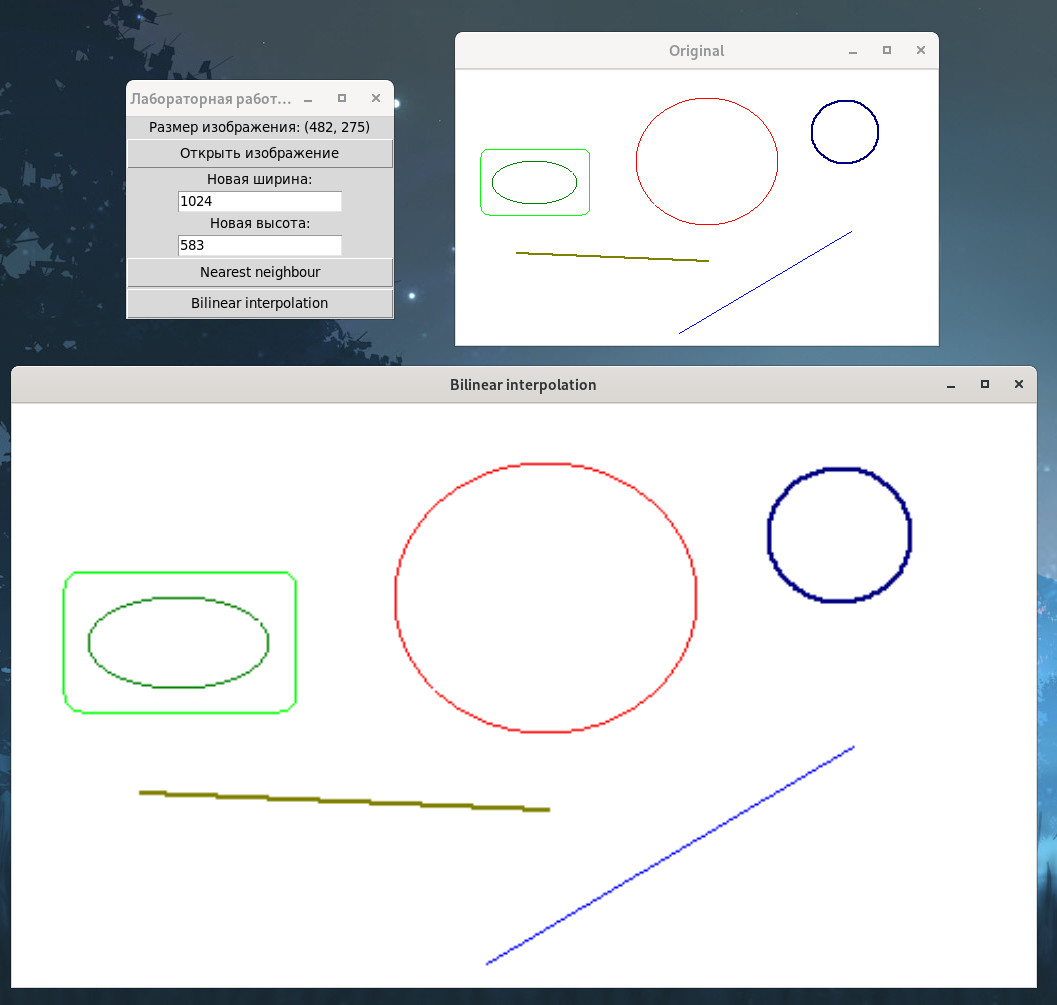 Original
Лабораторная работ...
Размер изображения: (482, 275)
Открыть изображение
Новая ширина:
1024
Новая высота:
583
Nearest neighbour
Bilinear interpolation
Bilinear interpolation